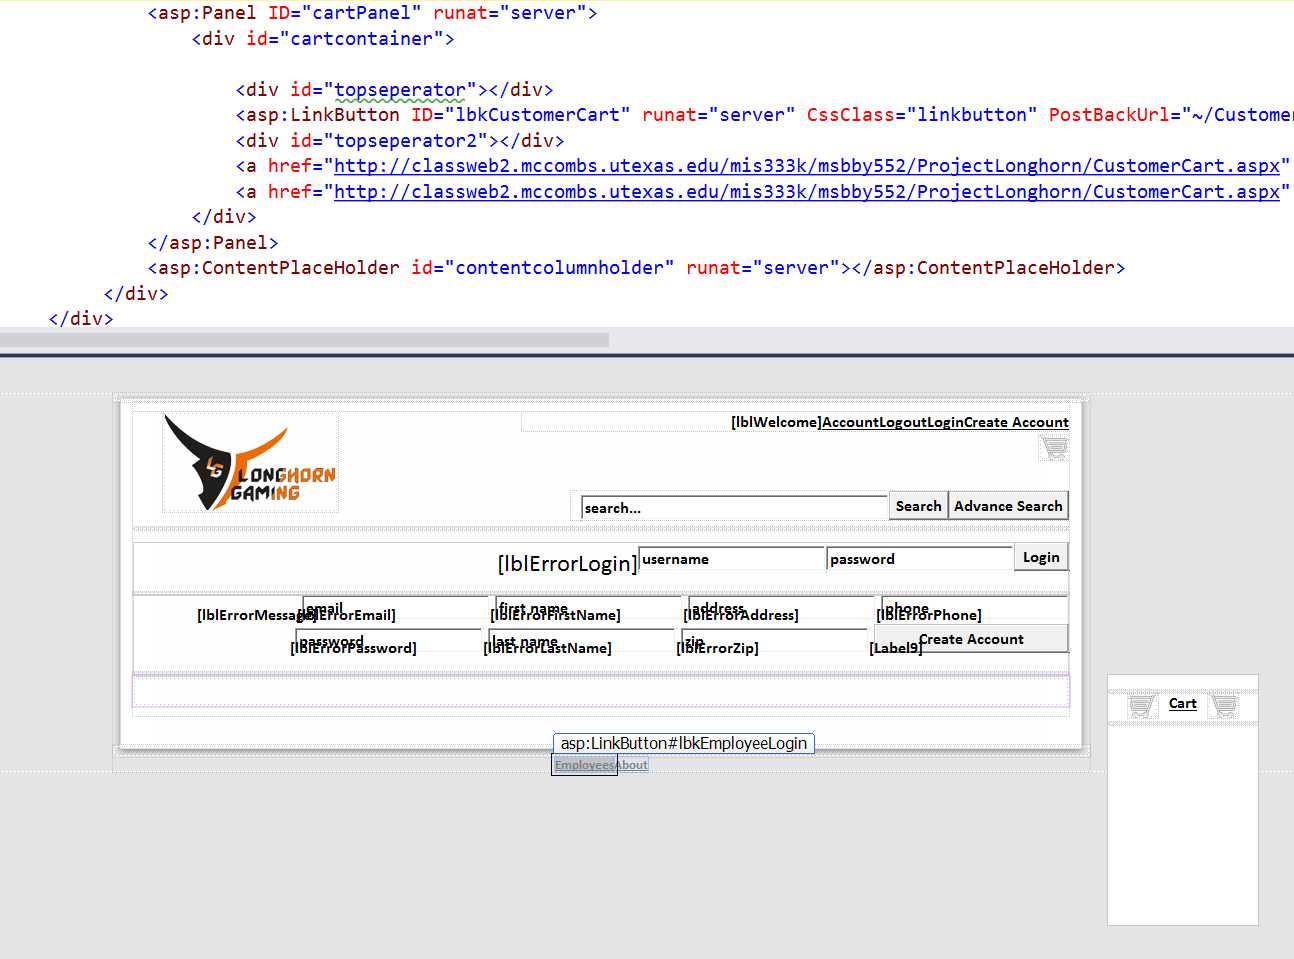 <asp:Panel ID="cartPanel" runat="server">
<div id="cartcontainer">
<div id="topseperator"></div>
<asp:LinkButton ID="lbkCustomerCart" runat="server" CssClass="linkbutton" PostBackUrl="~/Custome
<div id="topseperator2"></div>
<a href="http://classweb2.mccombs.utexas.edu/mis333k/msbby552/ProjectLonghorn/CustomerCart.aspx"
<a href="http://classweb2.mccombs.utexas.edu/mis333k/msbby552/ProjectLonghorn/CustomerCart.aspx"
</div>
</asp:Panel>
<asp:ContentPlaceHolder id="contentcolumnholder" runat="server"></asp:ContentPlaceHolder>
</div>
</div>
[lblWelcome]AccountLogoutLoginCreate Account
LG LONGHORN
GAMING
search... Search Advance Search
[lblErrorLogin] username password Login
email first name address phone
[lblErrorMessage] [lblErrorEmail] [lblErrorFirstName] [lblErrorAddress] [lblErrorPhone]
password last name zip Create Account
[lblErrorPassword] [lblErrorLastName] [lblErrorZip] [Label9]
Cart
asp:LinkButton#lbkEmployeeLogin
EmployeesAbout